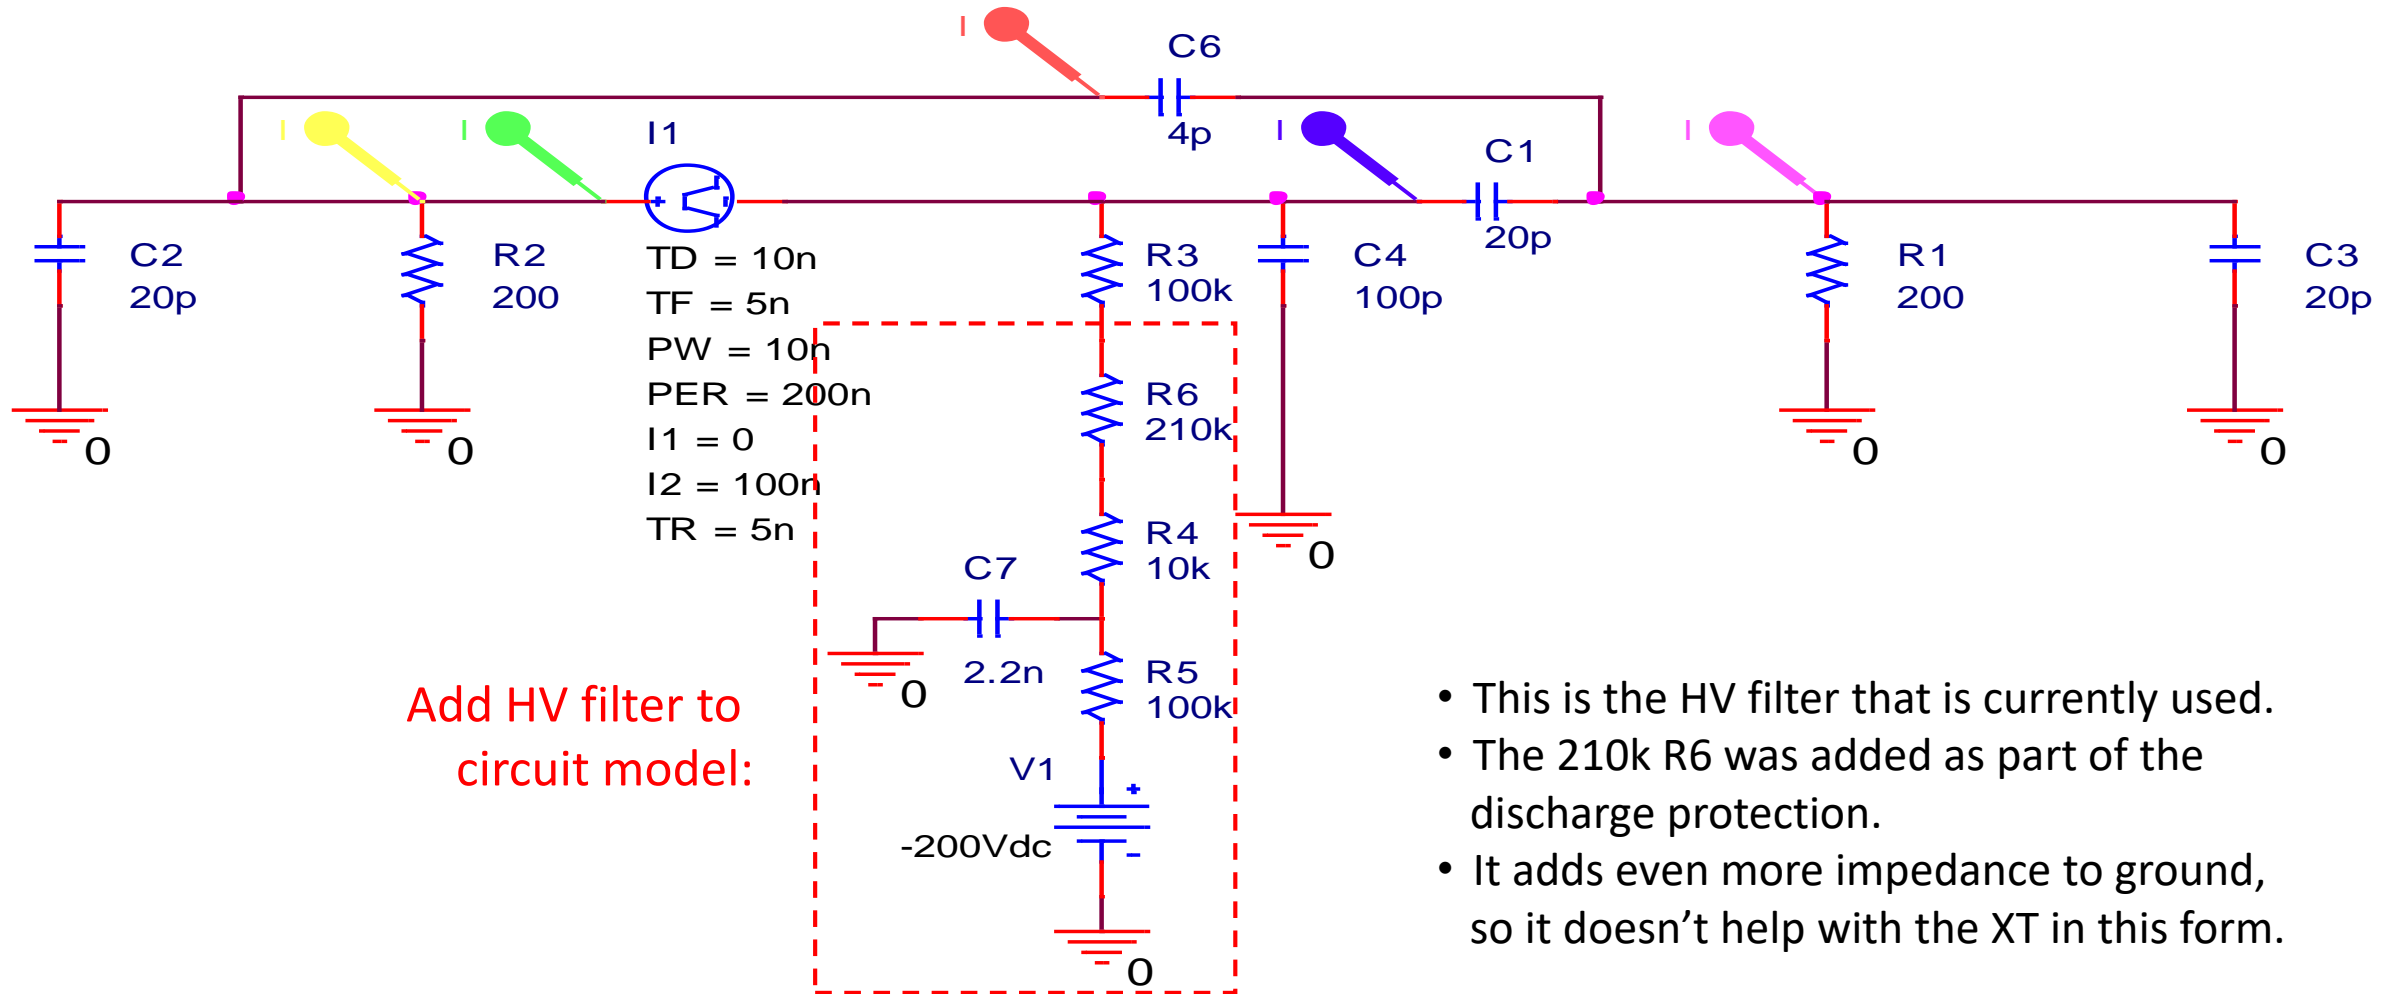 I
C6
4p
I
I
I1
I
C1
20p
I
C2
20p
R2
200
TD = 10n
TF = 5n
PW = 10n
PER = 200n
I1 = 0
I2 = 100n
TR = 5n
R3
100k
C4
100p
R1
200
C3
20p
0
0
R6
210k
0
0
R4
10k
0
C7
2.2n
0
R5
100k
V1
-200Vdc
0
Add HV filter to
circuit model:
• This is the HV filter that is currently used.
• The 210k R6 was added as part of the
discharge protection.
• It adds even more impedance to ground,
so it doesn’t help with the XT in this form.